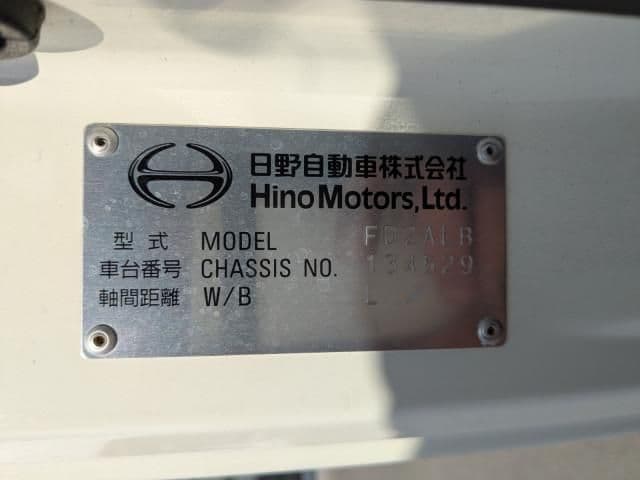 日野自動車株式会社
Hino Motors, Ltd.
型式 MODEL
車台番号 CHASSIS NO.
軸間距離 W/B L